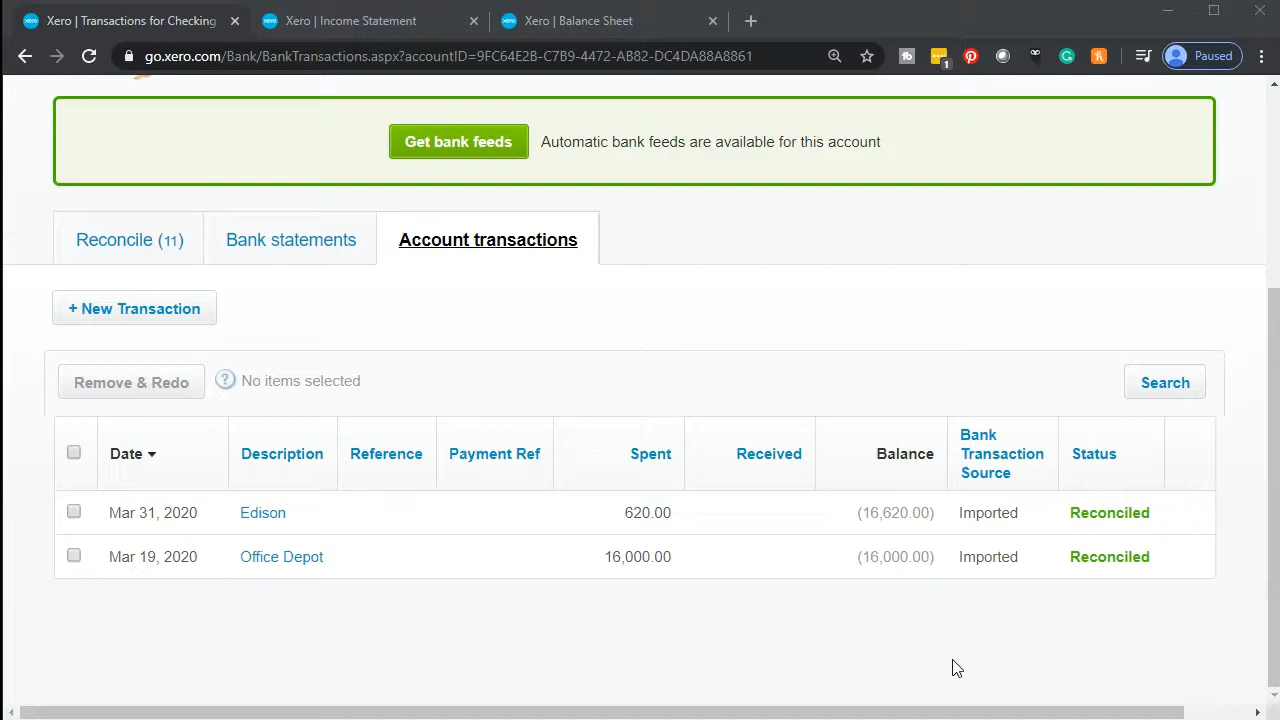 Xero | Transactions for Checking
Xero | Income Statement
Xero | Balance Sheet
go.xero.com/Bank/BankTransactions.aspx?accountID=9FC64E2B-C7B9-4472-AB82-DC4DA88A8861
1
Paused
Get bank feeds
Automatic bank feeds are available for this account
Reconcile (11)
Bank statements
Account transactions
+ New Transaction
Remove & Redo
? No items selected
Search
Date
Description
Reference
Payment Ref
Spent
Received
Balance
Bank
Transaction
Source
Status
Mar 31, 2020 Edison 620.00 (16,620.00) Imported Reconciled
Mar 19, 2020 Office Depot 16,000.00 (16,000.00) Imported Reconciled